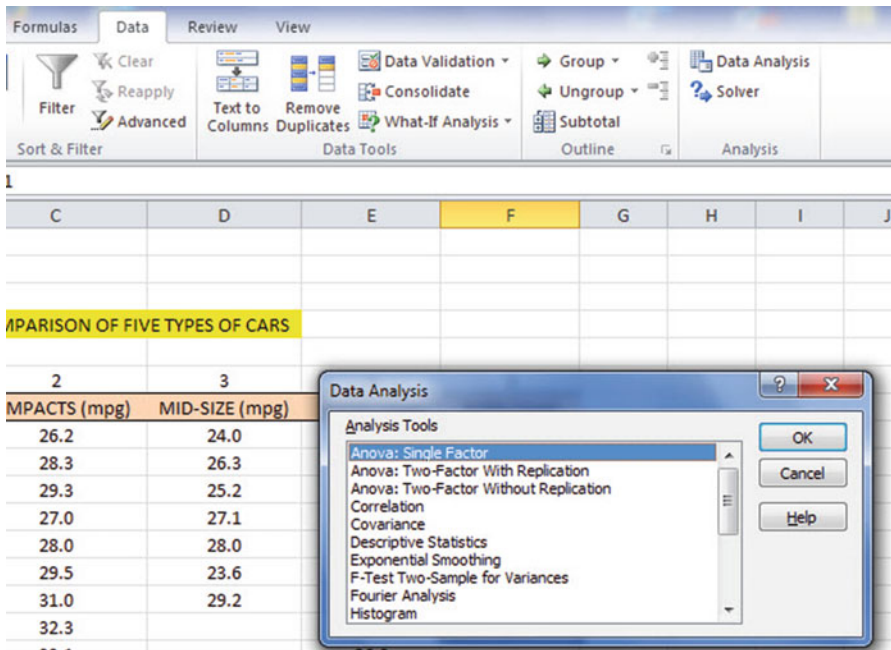 Formulas Data Review View
Clear Data Validation Group Data Analysis
Reapply Consolidate Ungroup Solver
Filter Advanced Text to Columns Remove Duplicates What-If Analysis Subtotal
Sort & Filter Data Tools Outline Analysis
1
C D E F G H I J
MPARISON OF FIVE TYPES OF CARS
2 3
MPACTS (mpg) MID-SIZE (mpg)
26.2 24.0
28.3 26.3
29.3 25.2
27.0 27.1
28.0 28.0
29.5 23.6
31.0 29.2
32.3
Data Analysis
Analysis Tools
Anova: Single Factor
Anova: Two-Factor With Replication
Anova: Two-Factor Without Replication
Correlation
Covariance
Descriptive Statistics
Exponential Smoothing
F-Test Two-Sample for Variances
Fourier Analysis
Histogram
OK
Cancel
Help